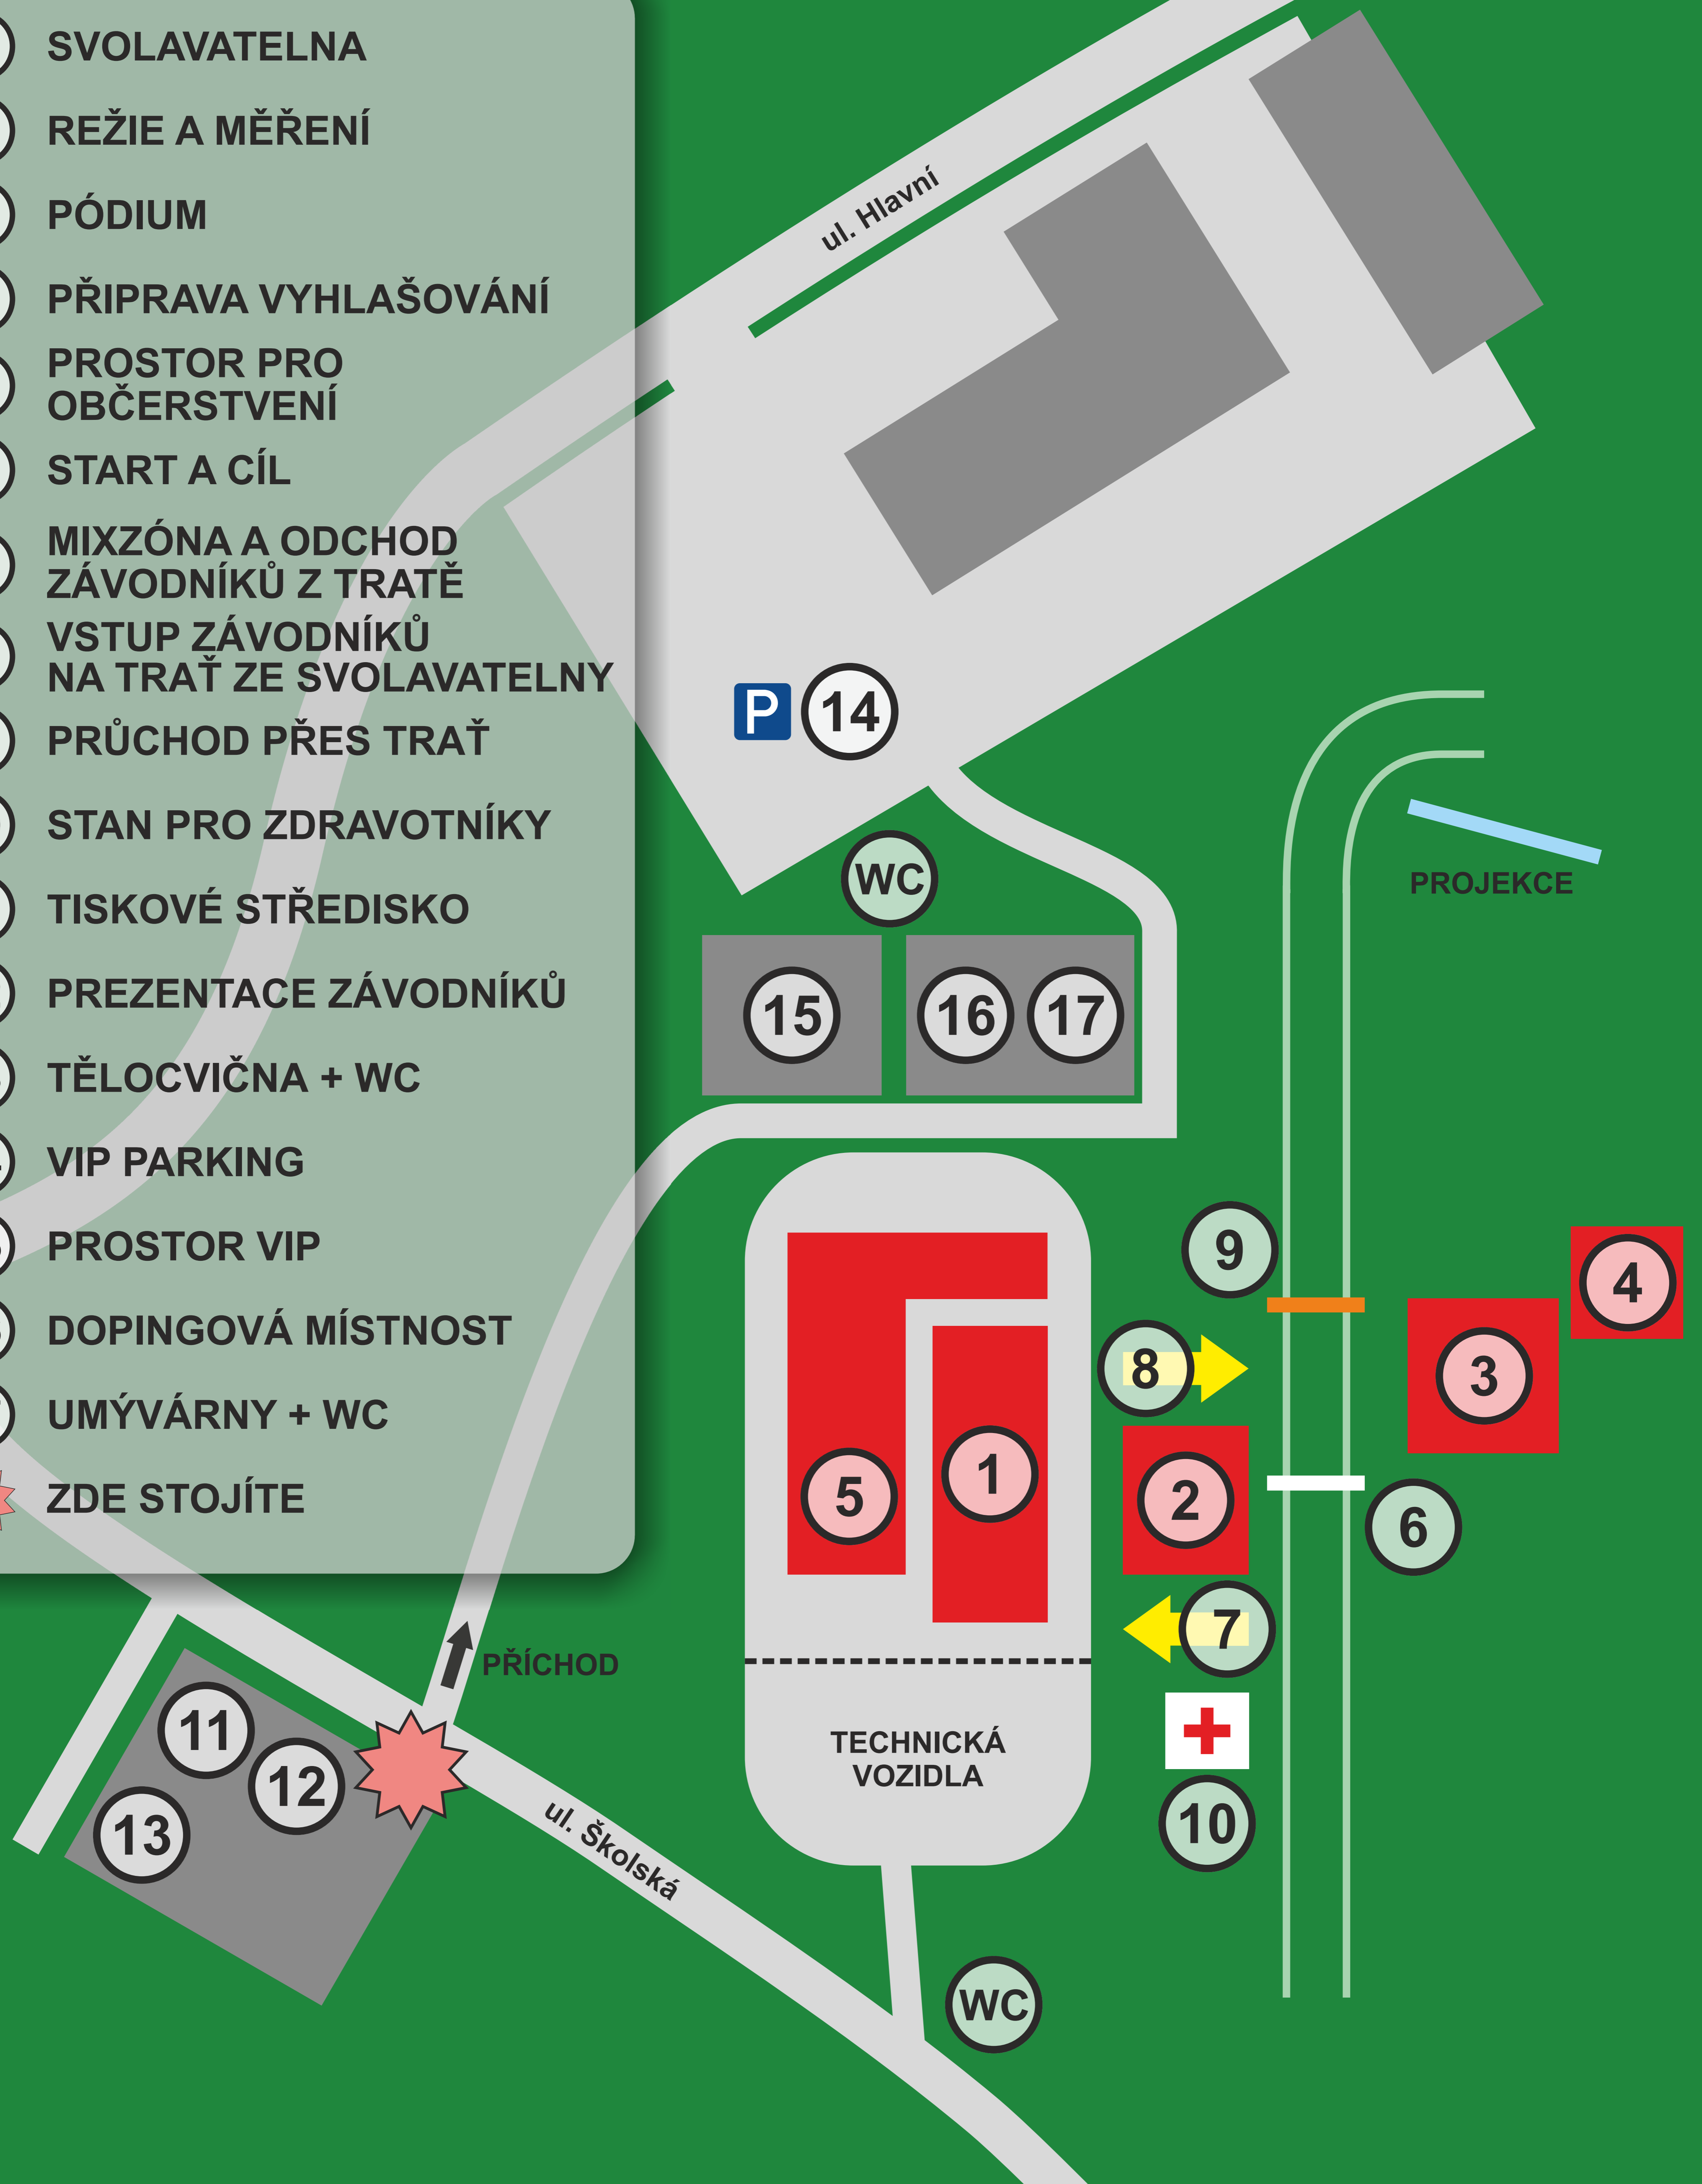 SVOLAVATELNA
REŽIE A MĚŘENÍ
PÓDIUM
PŘIPRAVA VYHLAŠOVÁNÍ
PROSTOR PRO
OBČERSTVENÍ
START A CÍL
MIXZÓNA A ODCHOD
ZÁVODNÍKŮ Z TRATĚ
VSTUP ZÁVODNÍKŮ
NA TRAŤ ZE SVOLAVATELNY
PRŮCHOD PŘES TRAŤ
STAN PRO ZDRAVOTNÍKY
TISKOVÉ STŘEDISKO
PREZENTACE ZÁVODNÍKŮ
TĚLOCVIČNA + WC
VIP PARKING
PROSTOR VIP
DOPINGOVÁ MÍSTNOST
UMÝVÁRNY + WC
ZDE STOJÍTE
ul. Hlavní
P 14
WC
PROJEKCE
15 16 17
9
4
8
3
5 1 2
6
7
PŘÍCHOD
11
12
13
TECHNICKÁ
VOZIDLA
10
ul. Školská
WC